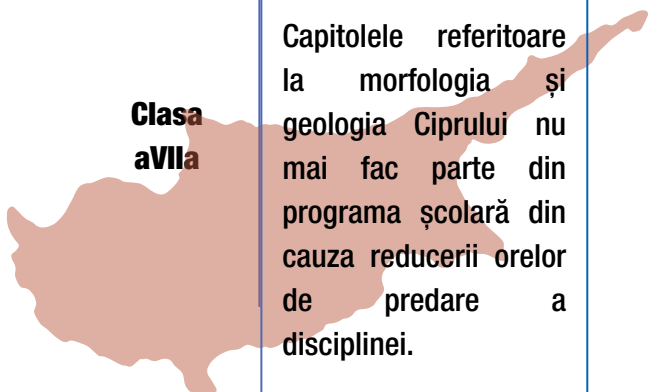 Clasa
aVIIa
Capitolele referitoare
la morfologia și
geologia Ciprului nu
mai fac parte din
programa școlară din
cauza reducerii orelor
de predare a
disciplinei.